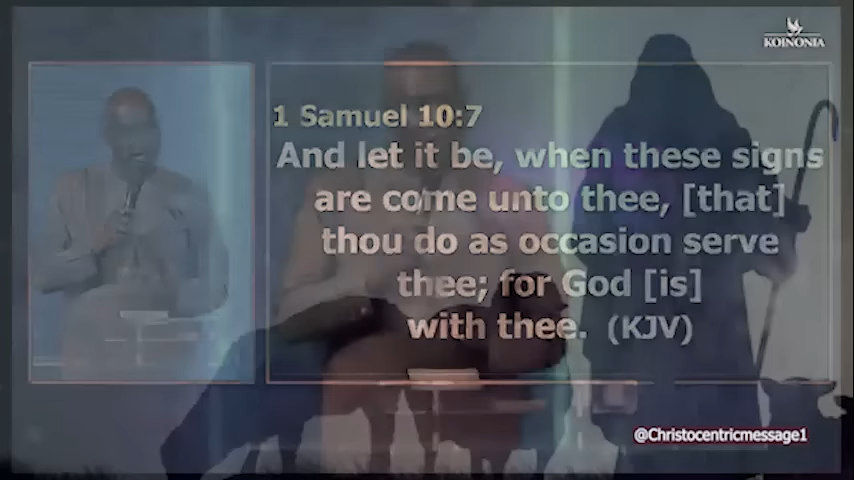 KOINONIA
1 Samuel 10:7
And let it be, when these signs
are come unto thee, [that]
thou do as occasion serve
thee; for God [is]
with thee. (KJV)
@Christocentricmessage1